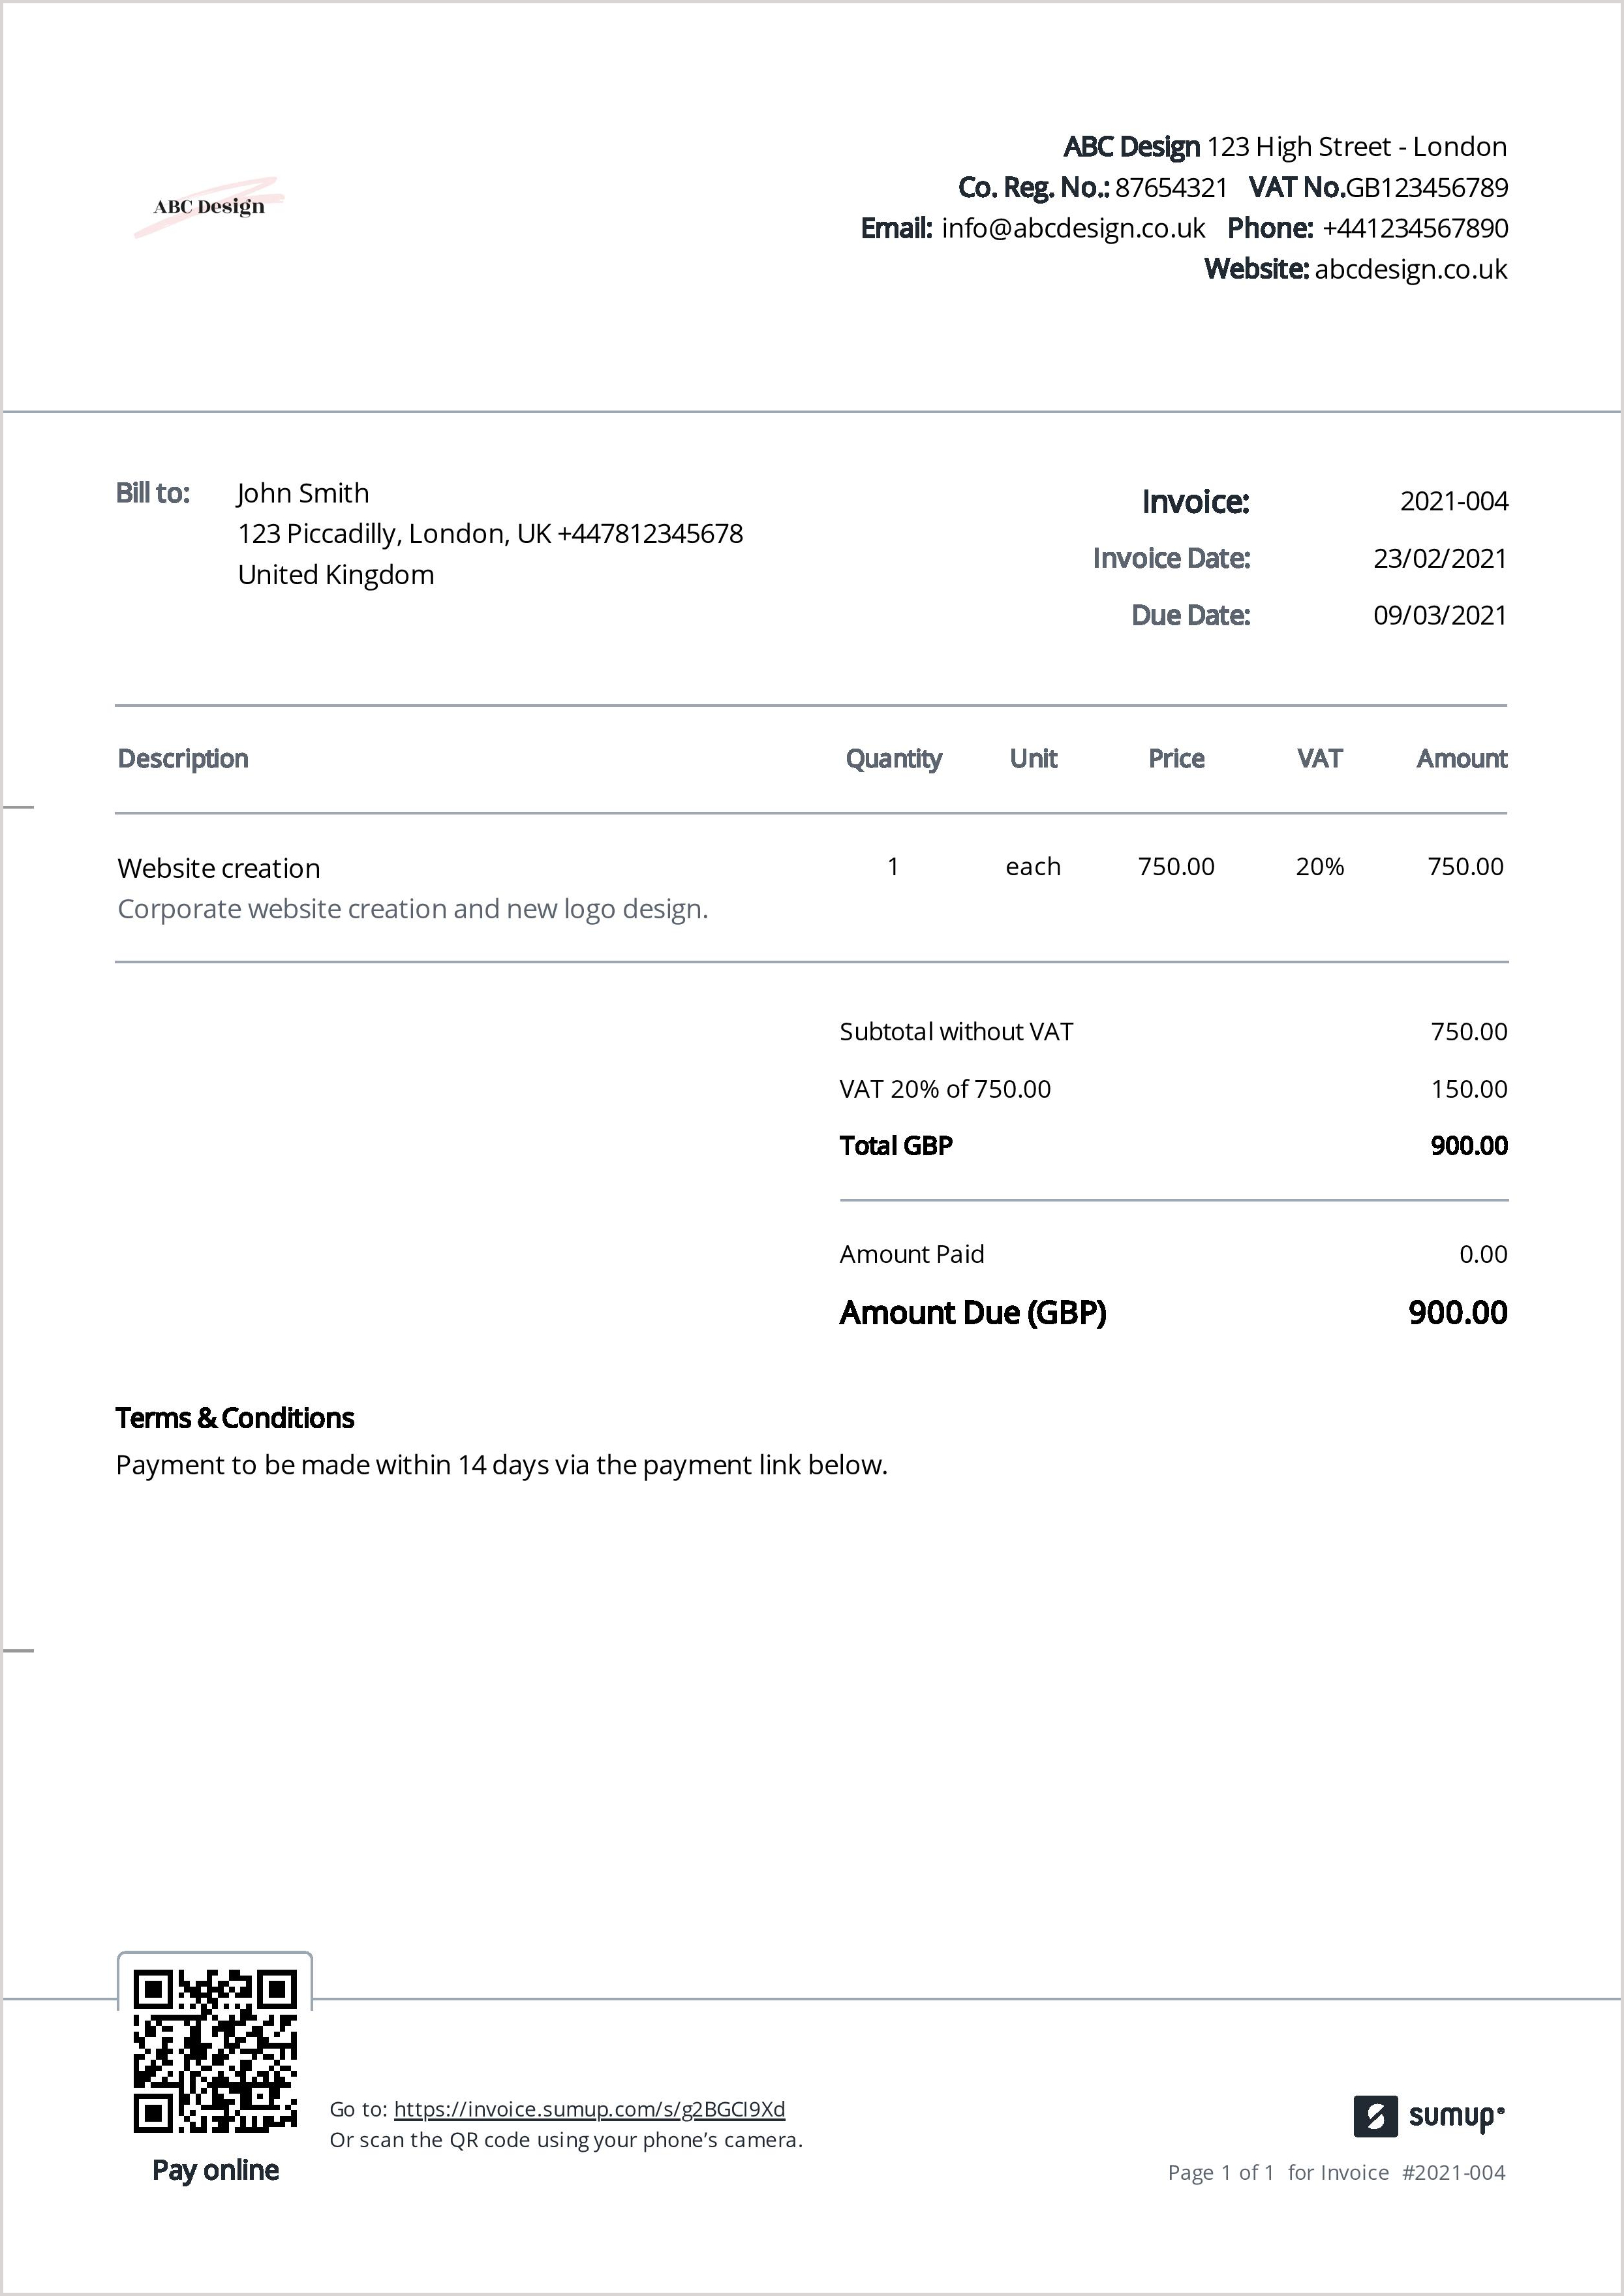 ABC Design
ABC Design 123 High Street - London
Co. Reg. No.: 87654321 VAT No.GB123456789
Email: info@abcdesign.co.uk Phone: +441234567890
Website: abcdesign.co.uk
Bill to: John Smith
123 Piccadilly, London, UK +447812345678
United Kingdom
Invoice: 2021-004
Invoice Date: 23/02/2021
Due Date: 09/03/2021
Description Quantity Unit Price VAT Amount
Website creation 1 each 750.00 20% 750.00
Corporate website creation and new logo design.
Subtotal without VAT 750.00
VAT 20% of 750.00 150.00
Total GBP 900.00
Amount Paid 0.00
Amount Due (GBP) 900.00
Terms & Conditions
Payment to be made within 14 days via the payment link below.
Go to: https://invoice.sumup.com/s/g2BGCI9Xd
Or scan the QR code using your phone’s camera.
Pay online
sumup®
Page 1 of 1 for Invoice #2021-004